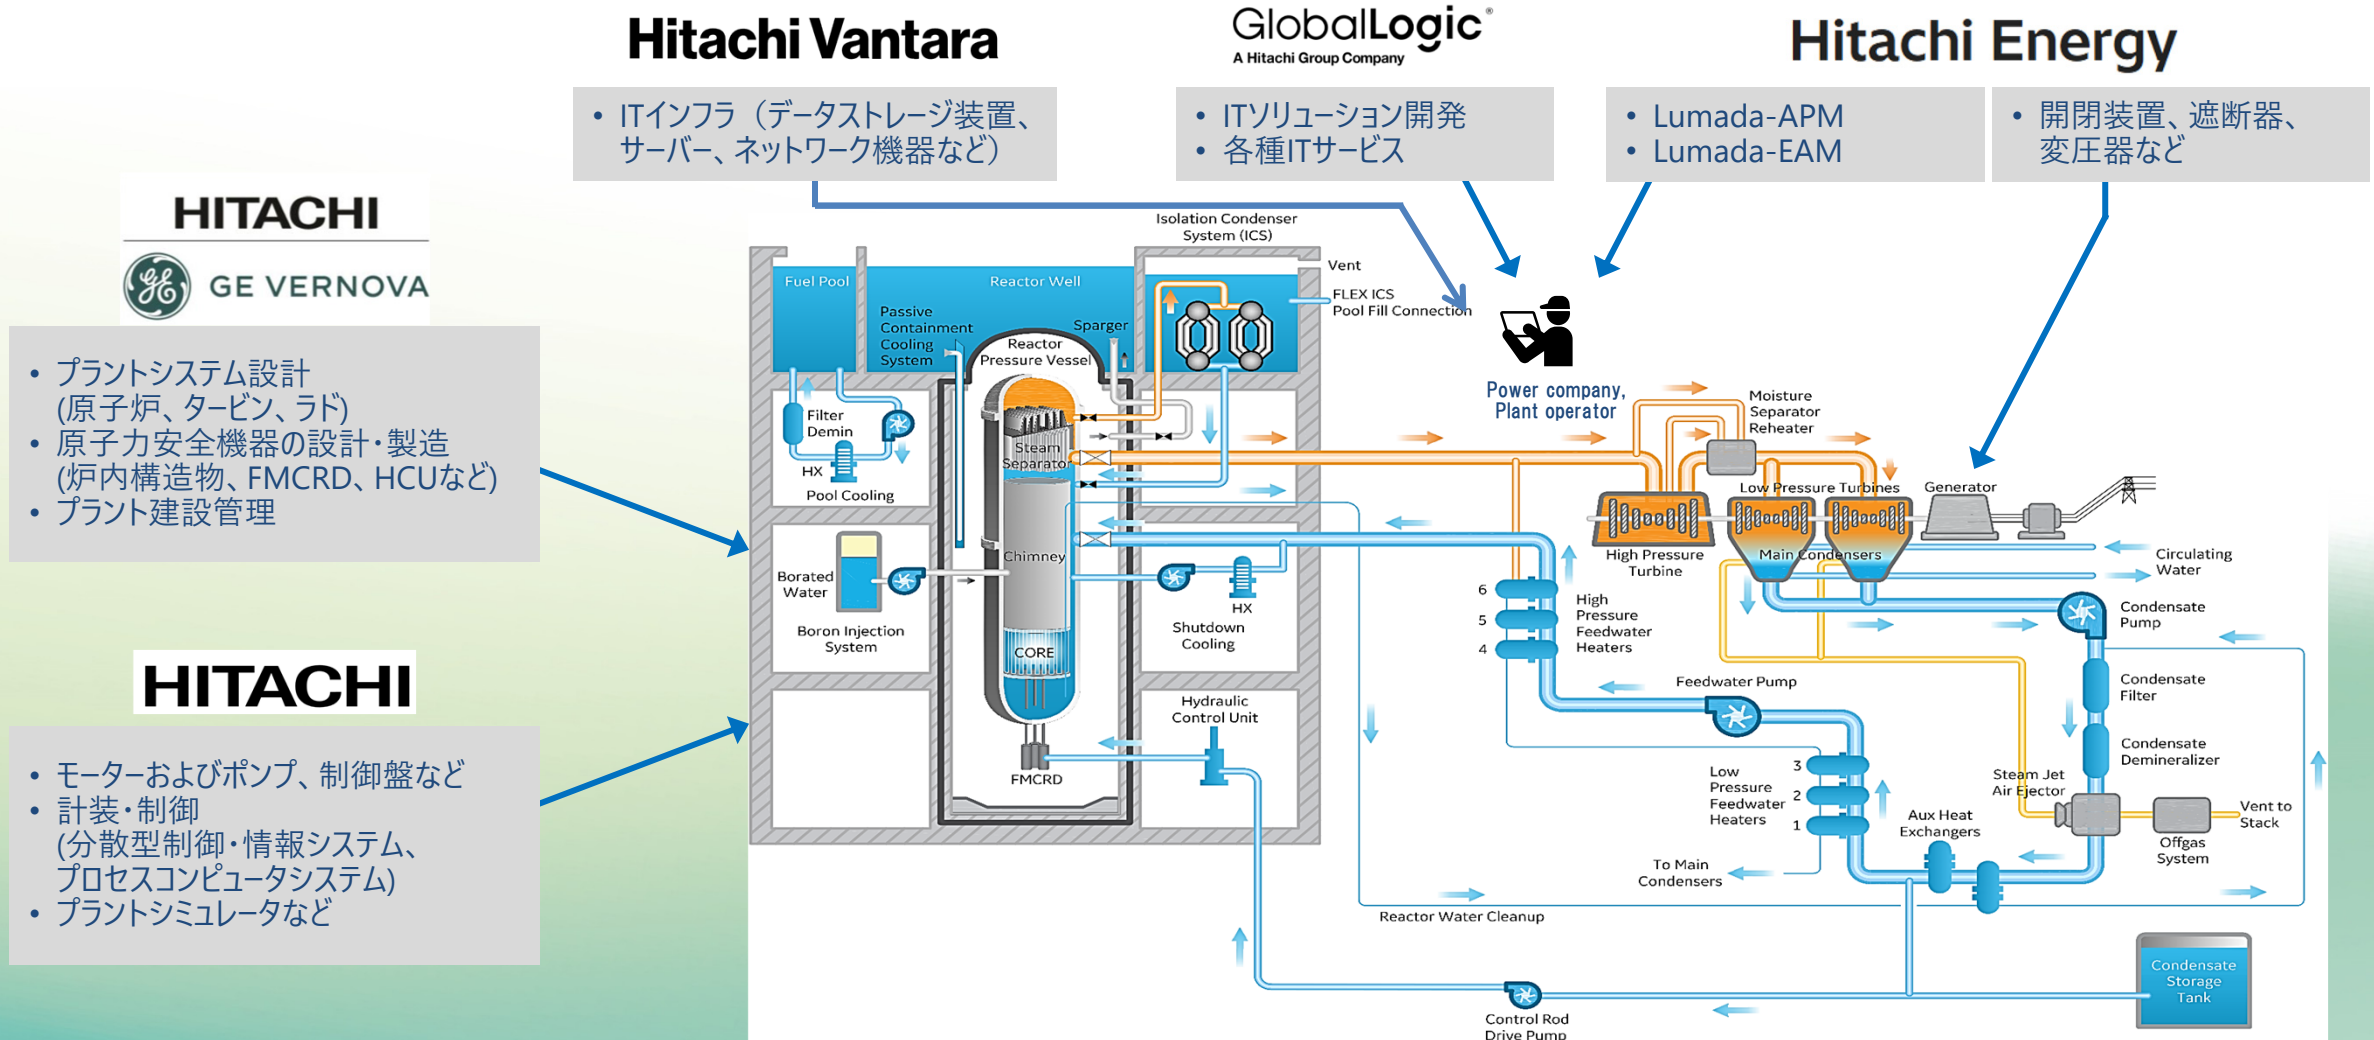 Hitachi Vantara
GlobalLogic
A Hitachi Group Company
Hitachi Energy
• ITインフラ（データストレージ装置、
サーバー、ネットワーク機器など）
• ITソリューション開発
• 各種ITサービス
• Lumada-APM
• Lumada-EAM
• 開閉装置、遮断器、
変圧器など
HITACHI
GE VERNOVA
• プラントシステム設計
(原子炉、タービン、ラド)
• 原子力安全機器の設計・製造
(炉内構造物、FMCRD、HCUなど)
• プラント建設管理
HITACHI
• モーターおよびポンプ、制御盤など
• 計装・制御
(分散型制御・情報システム、
プロセスコンピュータシステム)
• プラントシミュレータなど
Isolation Condenser
System (ICS)
Vent
FLEX ICS
Pool Fill Connection
Fuel Pool
Reactor Well
Passive
Containment
Cooling
System
Sparger
Reactor
Pressure Vessel
Filter
Demin
HX
Pool Cooling
Steam
Separator
Chimney
Borated
Water
Boron Injection
System
CORE
FMCRD
HX
Shutdown
Cooling
Hydraulic
Control Unit
Power company,
Plant operator
Moisture
Separator
Reheater
Low Pressure Turbines
Generator
High Pressure
Turbine
Main Condensers
Circulating
Water
6
5
4
High
Pressure
Feedwater
Heaters
Condensate
Pump
Feedwater Pump
Condensate
Filter
Condensate
Demineralizer
3
2
1
Low
Pressure
Feedwater
Heaters
Steam Jet
Air Ejector
Vent to
Stack
Aux Heat
Exchangers
Offgas
System
To Main
Condensers
Reactor Water Cleanup
Condensate
Storage
Tank
Control Rod
Drive Pump